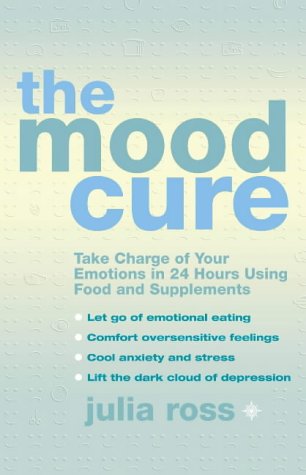 the
mood
cure
Take Charge of Your
Emotions in 24 Hours Using
Food and Supplements
Let go of emotional eating
Comfort oversensitive feelings
Cool anxiety and stress
Lift the dark cloud of depression
julia ross